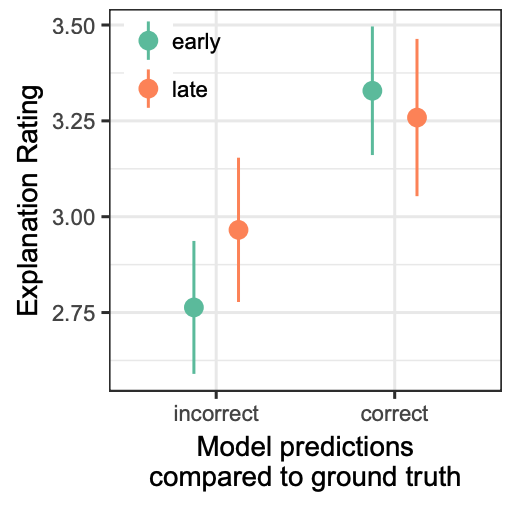 3.50
3.25
3.00
2.75
Explanation Rating
early
late
incorrect correct
Model predictions
compared to ground truth